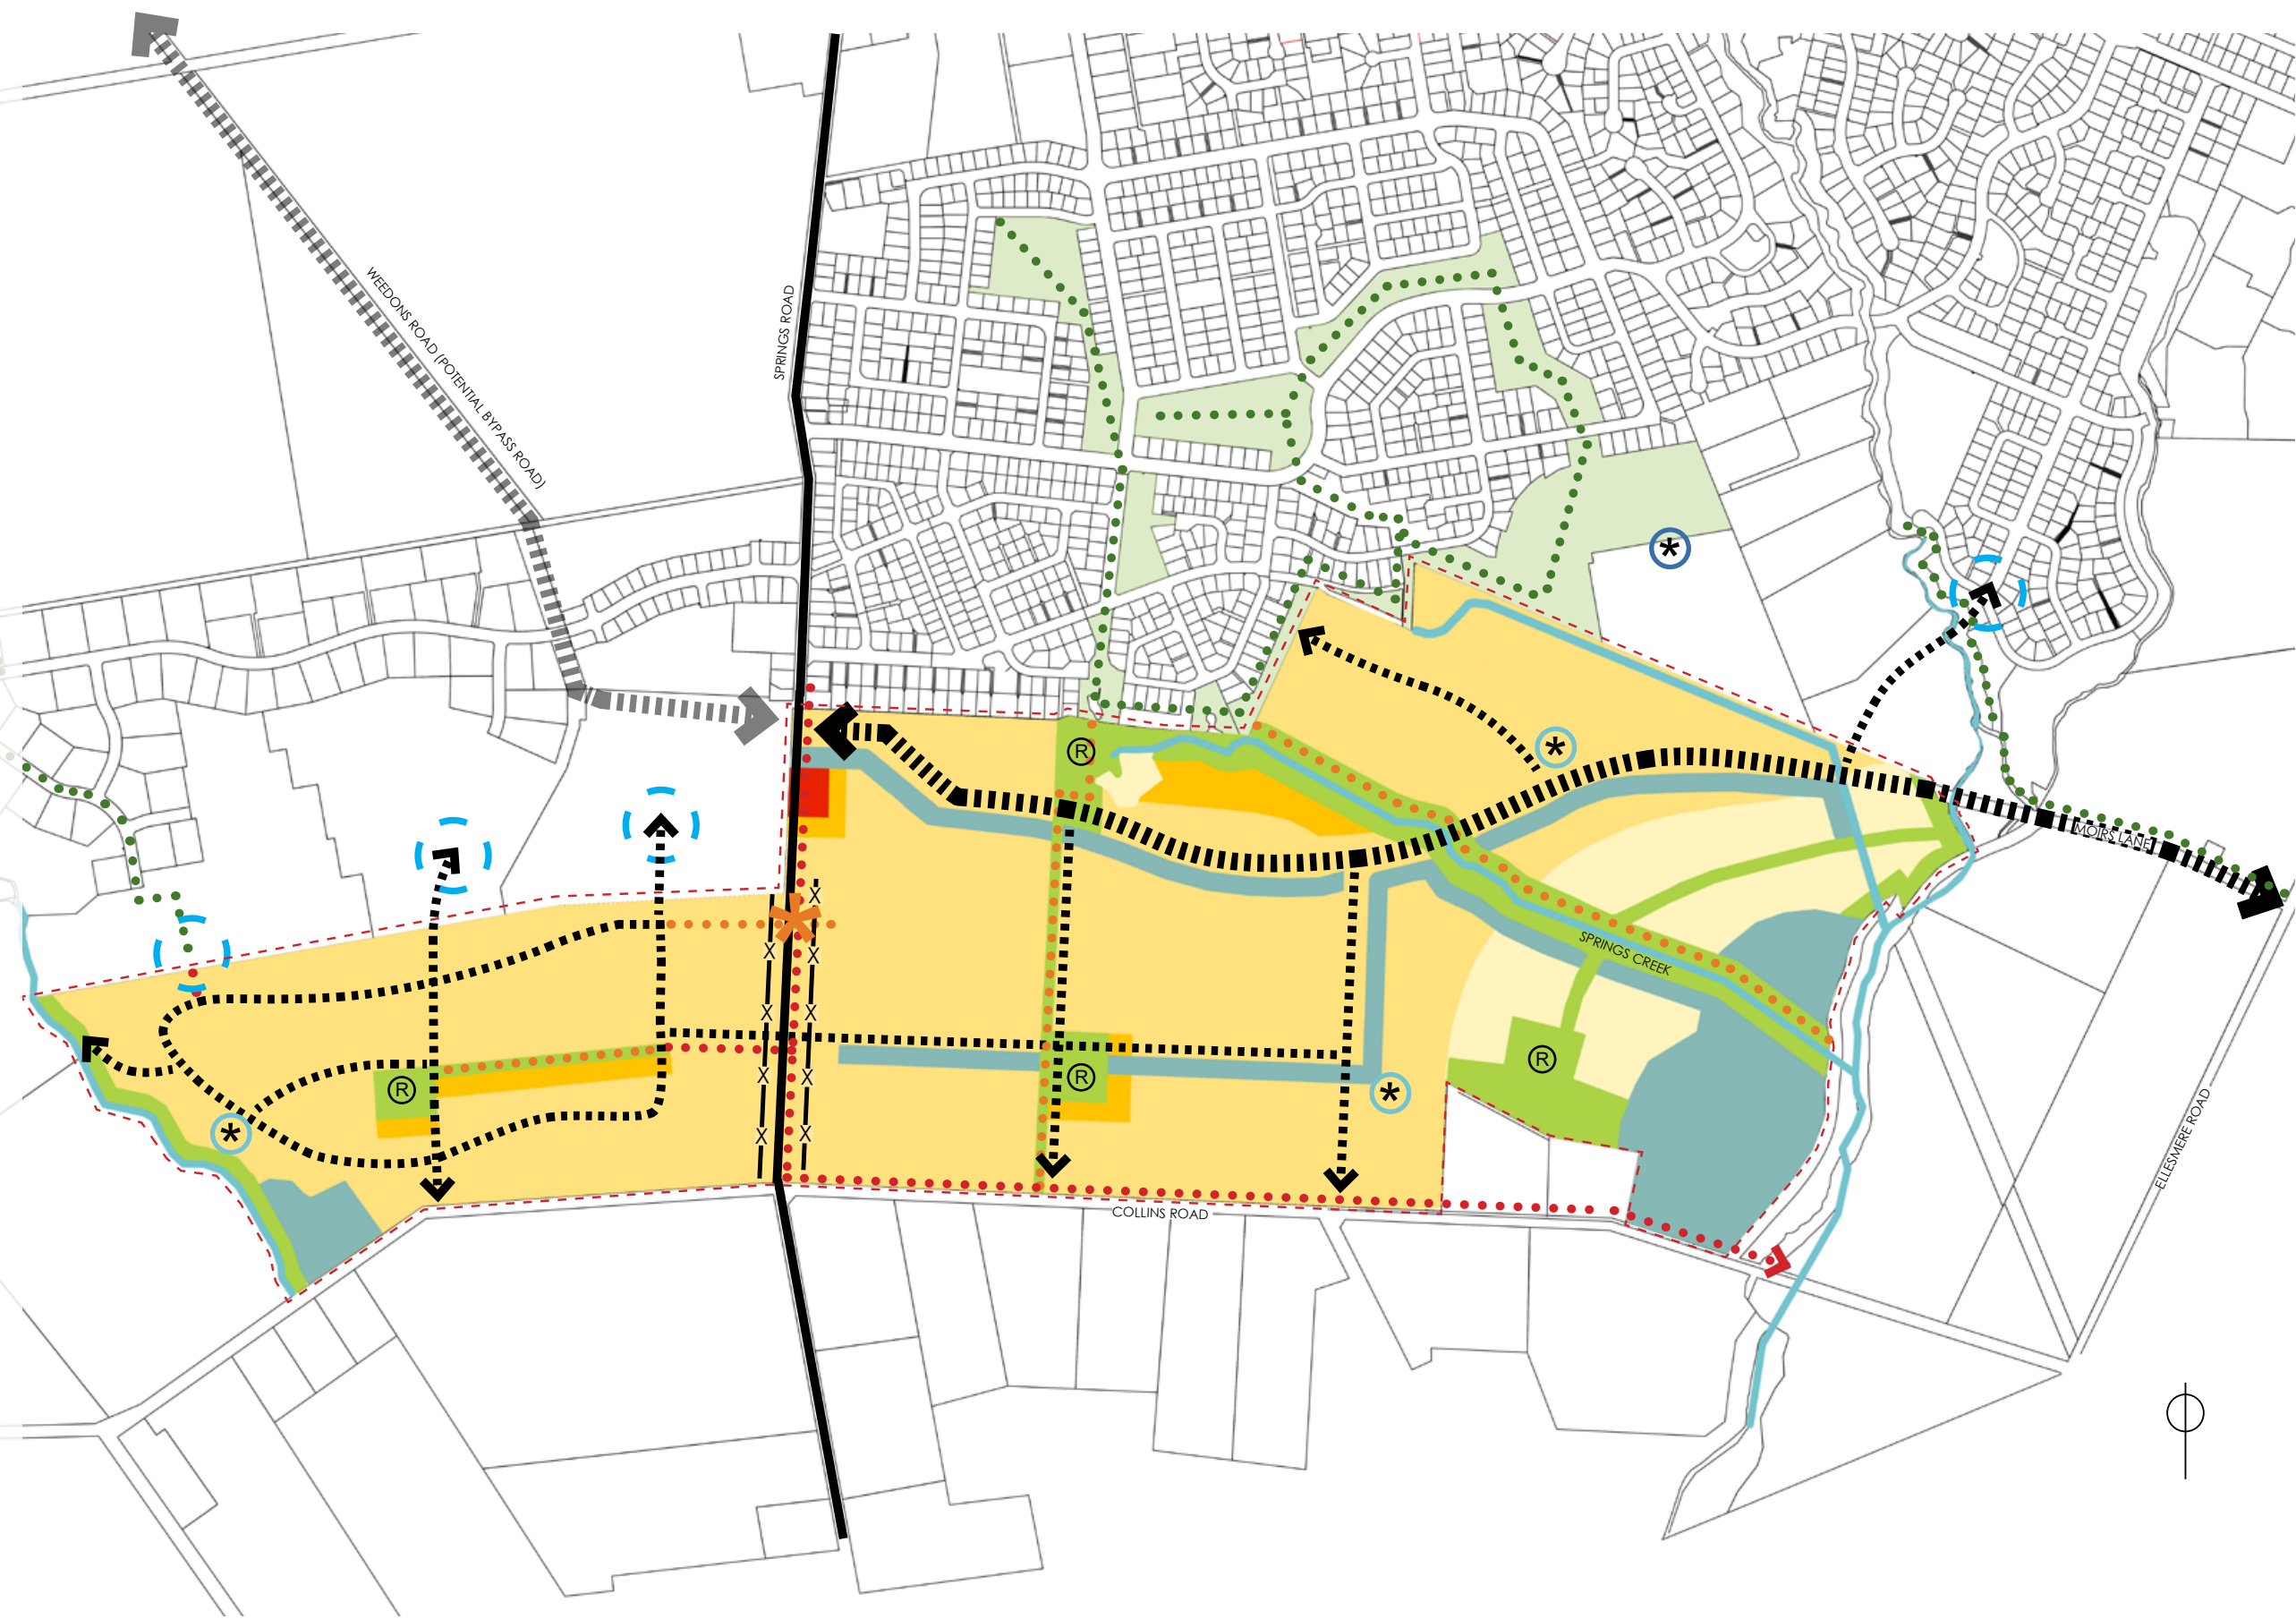 WEEDONS ROAD (POTENTIAL BYPASS ROAD)
SPRINGS ROAD
R
*
*
MOIRS LANE
SPRINGS CREEK
X
X
X
X
X
X
X
X
X
R
R
R
*
*
COLLINS ROAD
ELLESMERE ROAD